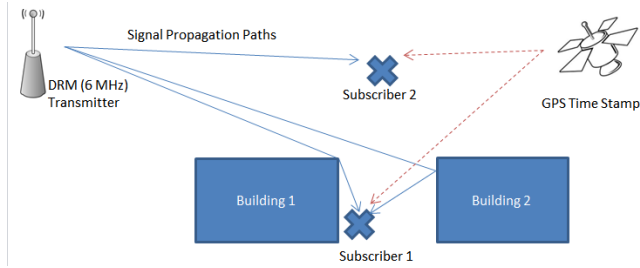 Signal Propagation Paths
DRM (6 MHz)
Transmitter
Subscriber 2
GPS Time Stamp
Building 1
Building 2
Subscriber 1